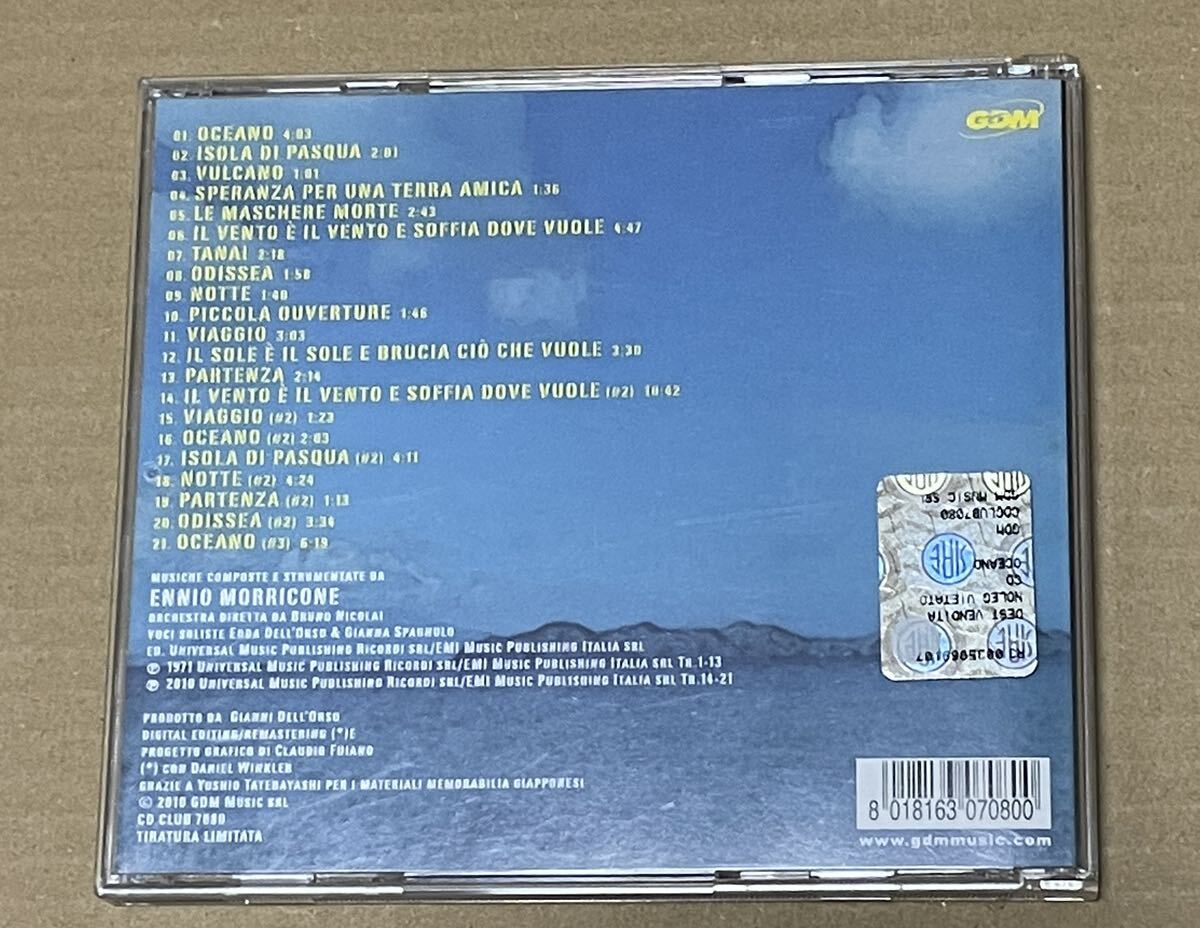 GDM
01. OCEANO 4:03
02. ISOLA DI PASQUA 2:01
03. VULCANO 1:01
04. SPERANZA PER UNA TERRA AMICA 1:36
05. LE MASCHERE MORTE 2:43
06. IL VENTO È IL VENTO E SOFFIA DOVE VUOLE 4:47
07. TANAI 2:18
08. ODISSEA 1:58
09. NOTTE 1:40
10. PICCOLA OUVERTURE 1:46
11. VIAGGIO 3:03
12. IL SOLE È IL SOLE E BRUCIA CIÒ CHE VUOLE 3:30
13. PARTENZA 2:14
14. IL VENTO È IL VENTO E SOFFIA DOVE VUOLE (#2) 10:42
15. VIAGGIO (#2) 1:23
16. OCEANO (#2) 2:03
17. ISOLA DI PASQUA (#2) 4:11
18. NOTTE (#2) 4:24
19. PARTENZA (#2) 1:13
20. ODISSEA (#2) 3:34
21. OCEANO (#3) 6:19
MUSICHE COMPOSTE E STRUMENTATE DA
ENNIO MORRICONE
ORCHESTRA DIRETTA DA BRUNO NICOLAI
VOCI SOLISTE EDDA DELL'ORSO & GIANNA SPAGNULO
ED. UNIVERSAL MUSIC PUBLISHING RICORDI SRL/EMI MUSIC PUBLISHING ITALIA SRL
℗ 1971 UNIVERSAL MUSIC PUBLISHING RICORDI SRL/EMI MUSIC PUBLISHING ITALIA SRL TR.1-13
℗ 2010 UNIVERSAL MUSIC PUBLISHING RICORDI SRL/EMI MUSIC PUBLISHING ITALIA SRL TR.14-21
PRODOTTO DA GIANNI DELL'ORSO
DIGITAL EDITING/REMASTERING (*)E
PROGETTO GRAFICO DI CLAUDIO FUIANO
(*) CON DANIEL WINKLER
GRAZIE A YOSHIO TATEBAYASHI PER I MATERIALI MEMORABILIA GIAPPONESI
© 2010 GDM MUSIC SRL
CD CLUB 7080
TIRATURA LIMITATA
DEST VENDITA
NOLEG VIETATO
CD
OCEANO
SIAE
GDM
CDCLUB7080
GDM MUSIC SR
8 018163 070800
www.gdmmusic.com